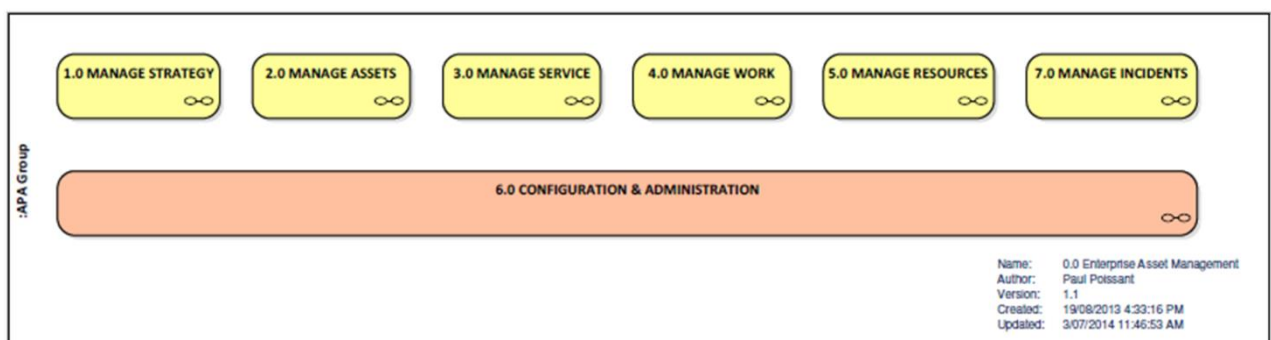 1.0 MANAGE STRATEGY
2.0 MANAGE ASSETS
3.0 MANAGE SERVICE
4.0 MANAGE WORK
5.0 MANAGE RESOURCES
7.0 MANAGE INCIDENTS
:APA Group
6.0 CONFIGURATION & ADMINISTRATION
Name: 0.0 Enterprise Asset Management
Author: Paul Poissant
Version: 1.1
Created: 19/08/2013 4:33:16 PM
Updated: 3/07/2014 11:46:53 AM